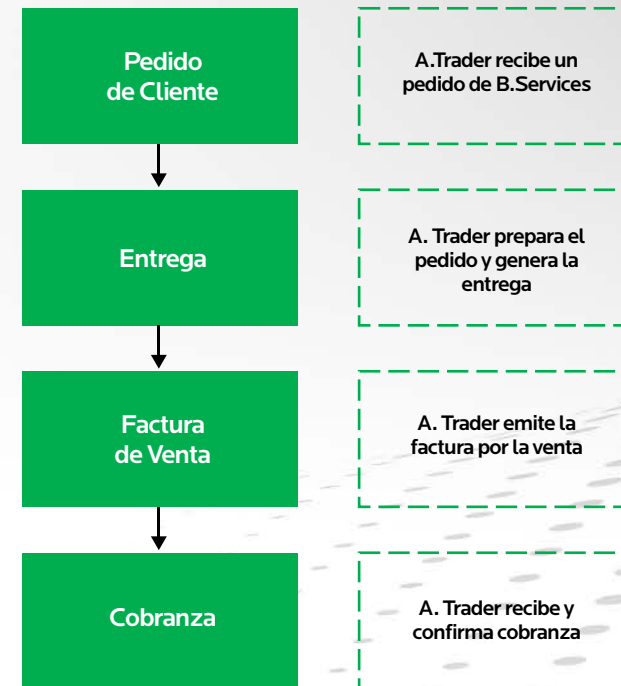 Pedido
de Cliente
A.Trader recibe un
pedido de B.Services
Entrega
A. Trader prepara el
pedido y genera la
entrega
Factura
de Venta
A. Trader emite la
factura por la venta
Cobranza
A. Trader recibe y
confirma cobranza